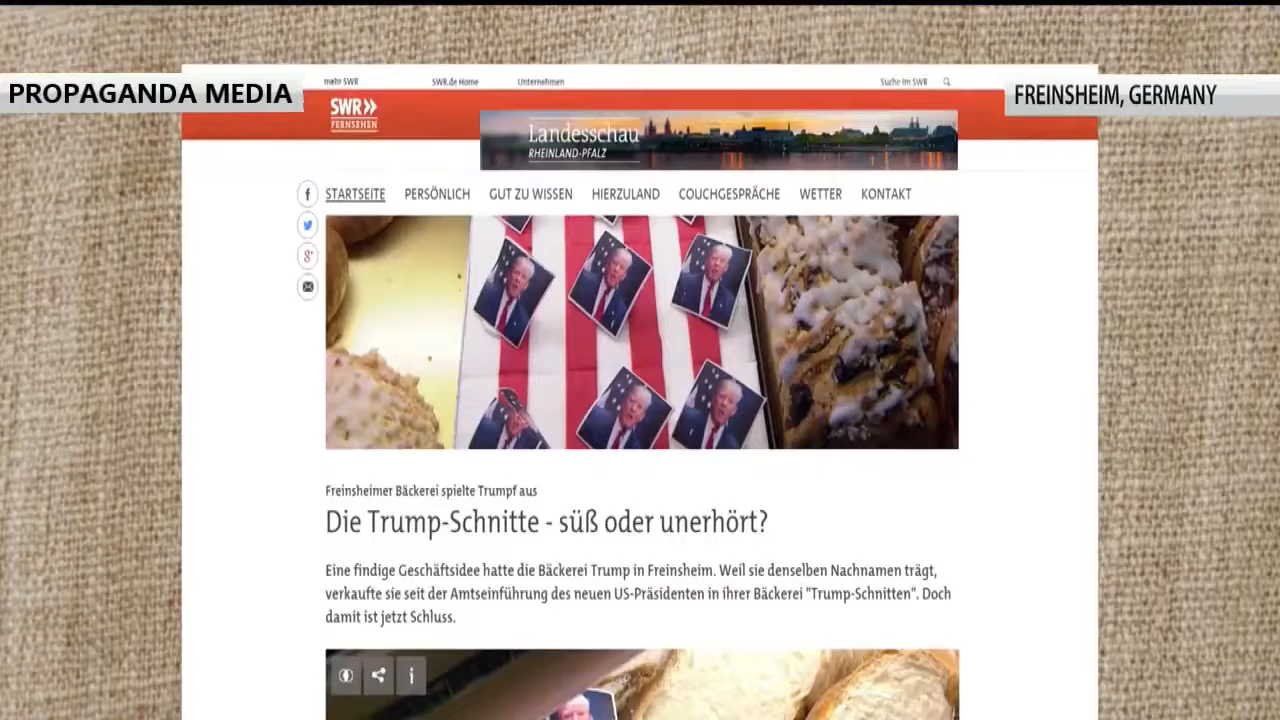 PROPAGANDA MEDIA
FREINSHEIM, GERMANY
mehr SWR SWR.de Home Unternehmen Suche im SWR
SWR
FERNSEHEN
Landesschau
RHEINLAND-PFALZ
STARTSEITE PERSÖNLICH GUT ZU WISSEN HIERZULAND COUCHGESPRÄCHE WETTER KONTAKT
Freinsheimer Bäckerei spielte Trumpf aus
Die Trump-Schnitte - süß oder unerhört?
Eine findige Geschäftsidee hatte die Bäckerei Trump in Freinsheim. Weil sie denselben Nachnamen trägt,
verkaufte sie seit der Amtseinführung des neuen US-Präsidenten in ihrer Bäckerei "Trump-Schnitten". Doch
damit ist jetzt Schluss.